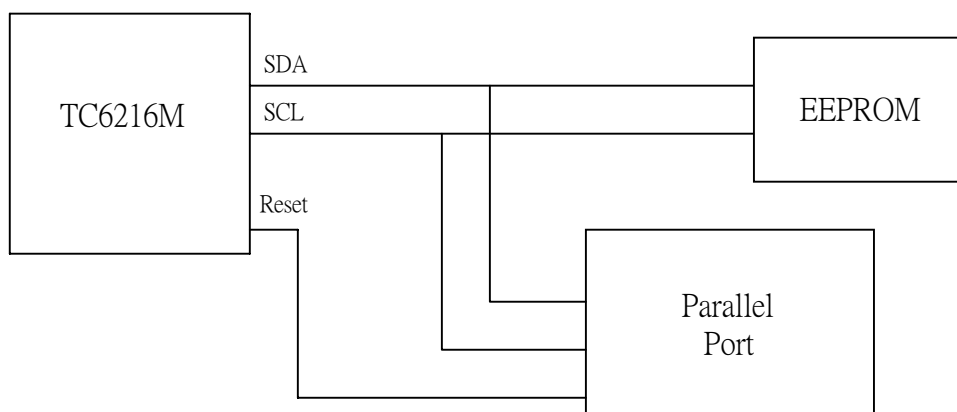 SDA
TC6216M
SCL
EEPROM
Reset
Parallel
Port